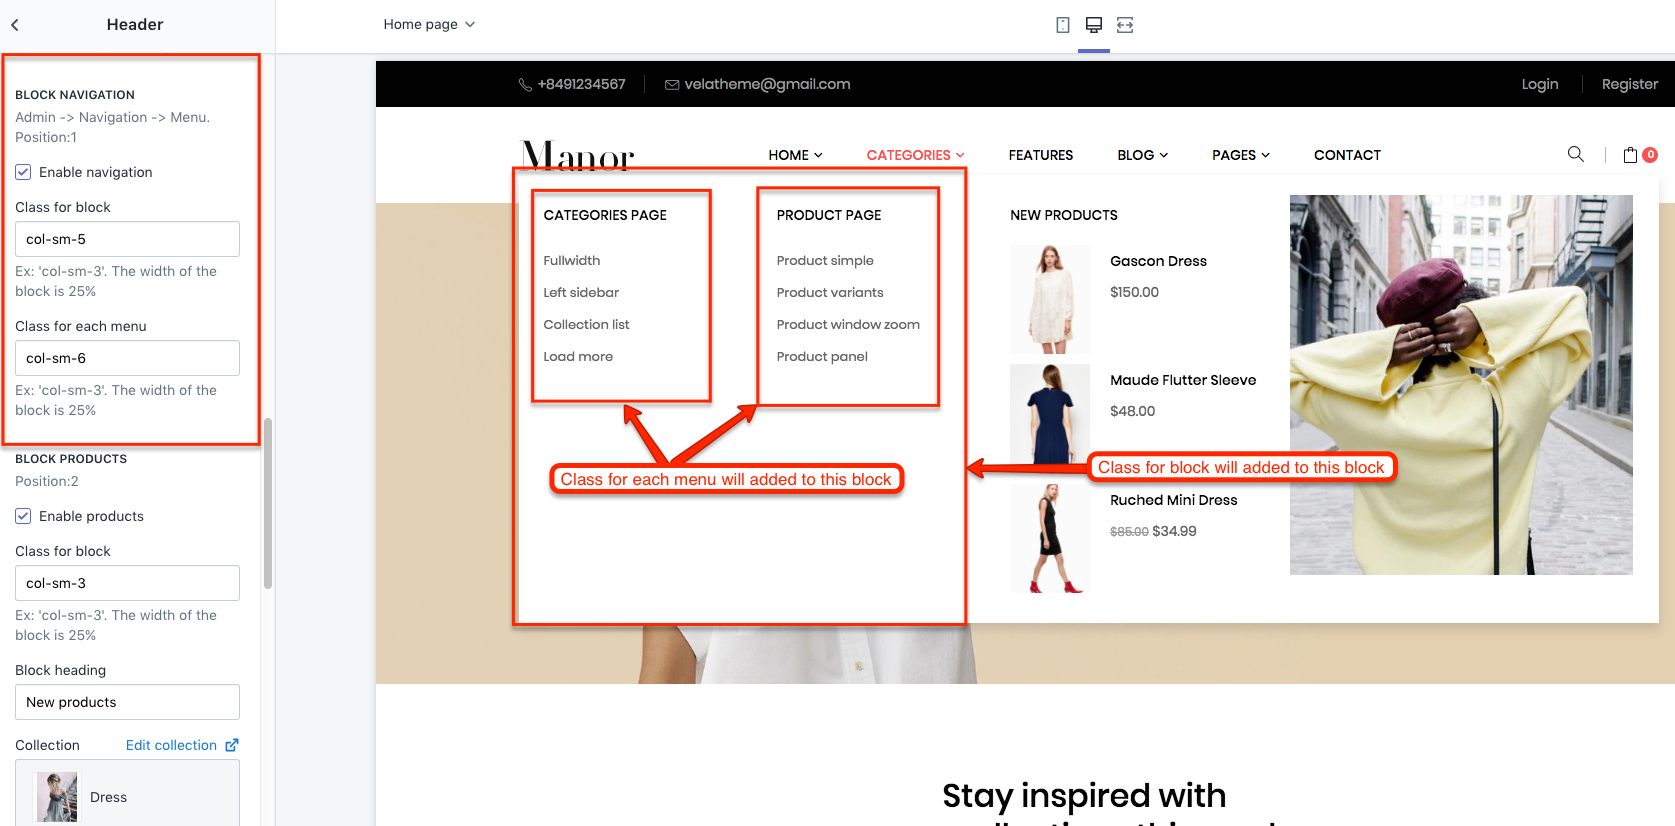 Header
BLOCK NAVIGATION
Admin -> Navigation -> Menu.
Position:1
Enable navigation
Class for block
col-sm-5
Ex: 'col-sm-3'. The width of the
block is 25%
Class for each menu
col-sm-6
Ex: 'col-sm-3'. The width of the
block is 25%
BLOCK PRODUCTS
Position:2
Enable products
Class for block
col-sm-3
Ex: 'col-sm-3'. The width of the
block is 25%
Block heading
New products
Collection Edit collection
Dress
Home page
+8491234567 velatheme@gmail.com Login Register
Manor HOME CATEGORIES FEATURES BLOG PAGES CONTACT 0
CATEGORIES PAGE
Fullwidth
Left sidebar
Collection list
Load more
PRODUCT PAGE
Product simple
Product variants
Product window zoom
Product panel
Class for each menu will added to this block
NEW PRODUCTS
Gascon Dress
$150.00
Maude Flutter Sleeve
$48.00
Class for block will added to this block
Ruched Mini Dress
$85.00 $34.99
Stay inspired with